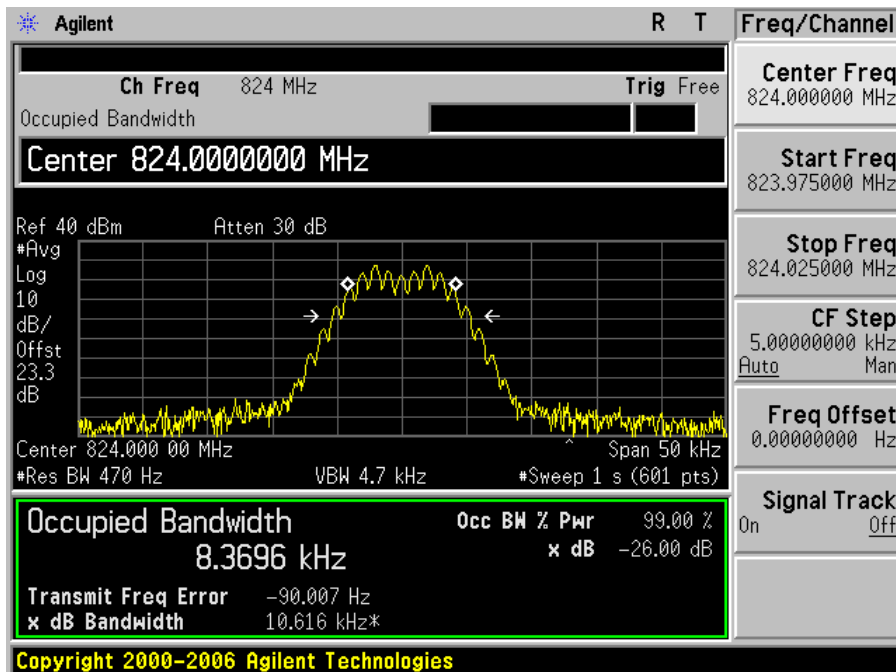 Agilent R T Freq/Channel
Ch Freq 824 MHz Trig Free
Occupied Bandwidth
Center 824.0000000 MHz
Ref 40 dBm Atten 30 dB
#Avg
Log
10
dB/
Offst
23.3
dB
Center 824.000 00 MHz Span 50 kHz
#Res BW 470 Hz VBW 4.7 kHz #Sweep 1 s (601 pts)
Occupied Bandwidth Occ BW % Pwr 99.00 %
8.3696 kHz x dB -26.00 dB
Transmit Freq Error -90.007 Hz
x dB Bandwidth 10.616 kHz*
Copyright 2000-2006 Agilent Technologies
Center Freq
824.000000 MHz
Start Freq
823.975000 MHz
Stop Freq
824.025000 MHz
CF Step
5.00000000 kHz
Auto Man
Freq Offset
0.00000000 Hz
Signal Track
On Off